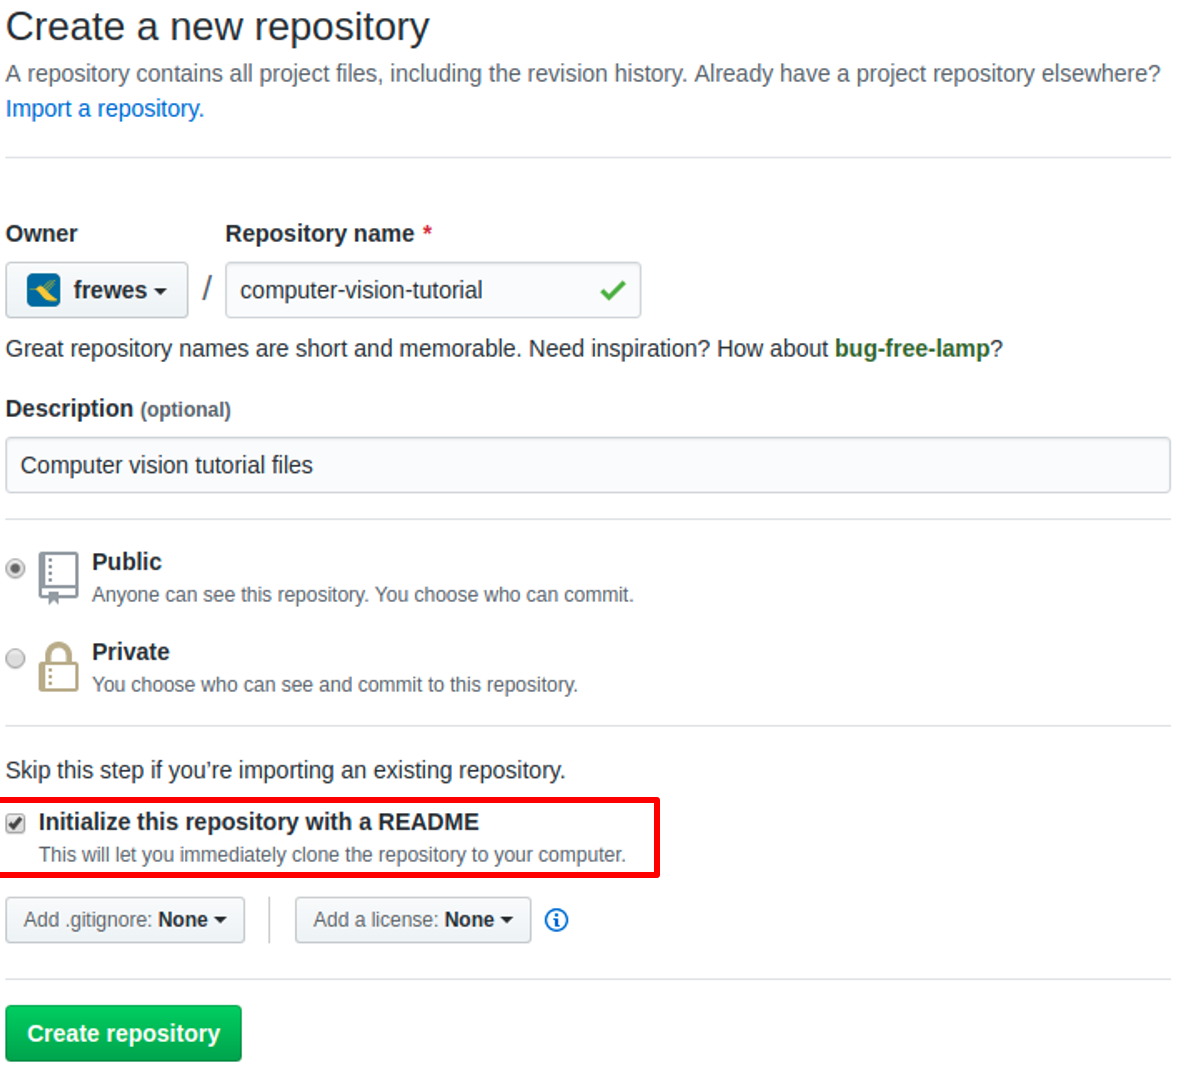 Create a new repository
A repository contains all project files, including the revision history. Already have a project repository elsewhere?
Import a repository.
Owner
Repository name *
frewes
/
computer-vision-tutorial
Great repository names are short and memorable. Need inspiration? How about bug-free-lamp?
Description (optional)
Computer vision tutorial files
Public
Anyone can see this repository. You choose who can commit.
Private
You choose who can see and commit to this repository.
Skip this step if you’re importing an existing repository.
Initialize this repository with a README
This will let you immediately clone the repository to your computer.
Add .gitignore: None
Add a license: None
Create repository